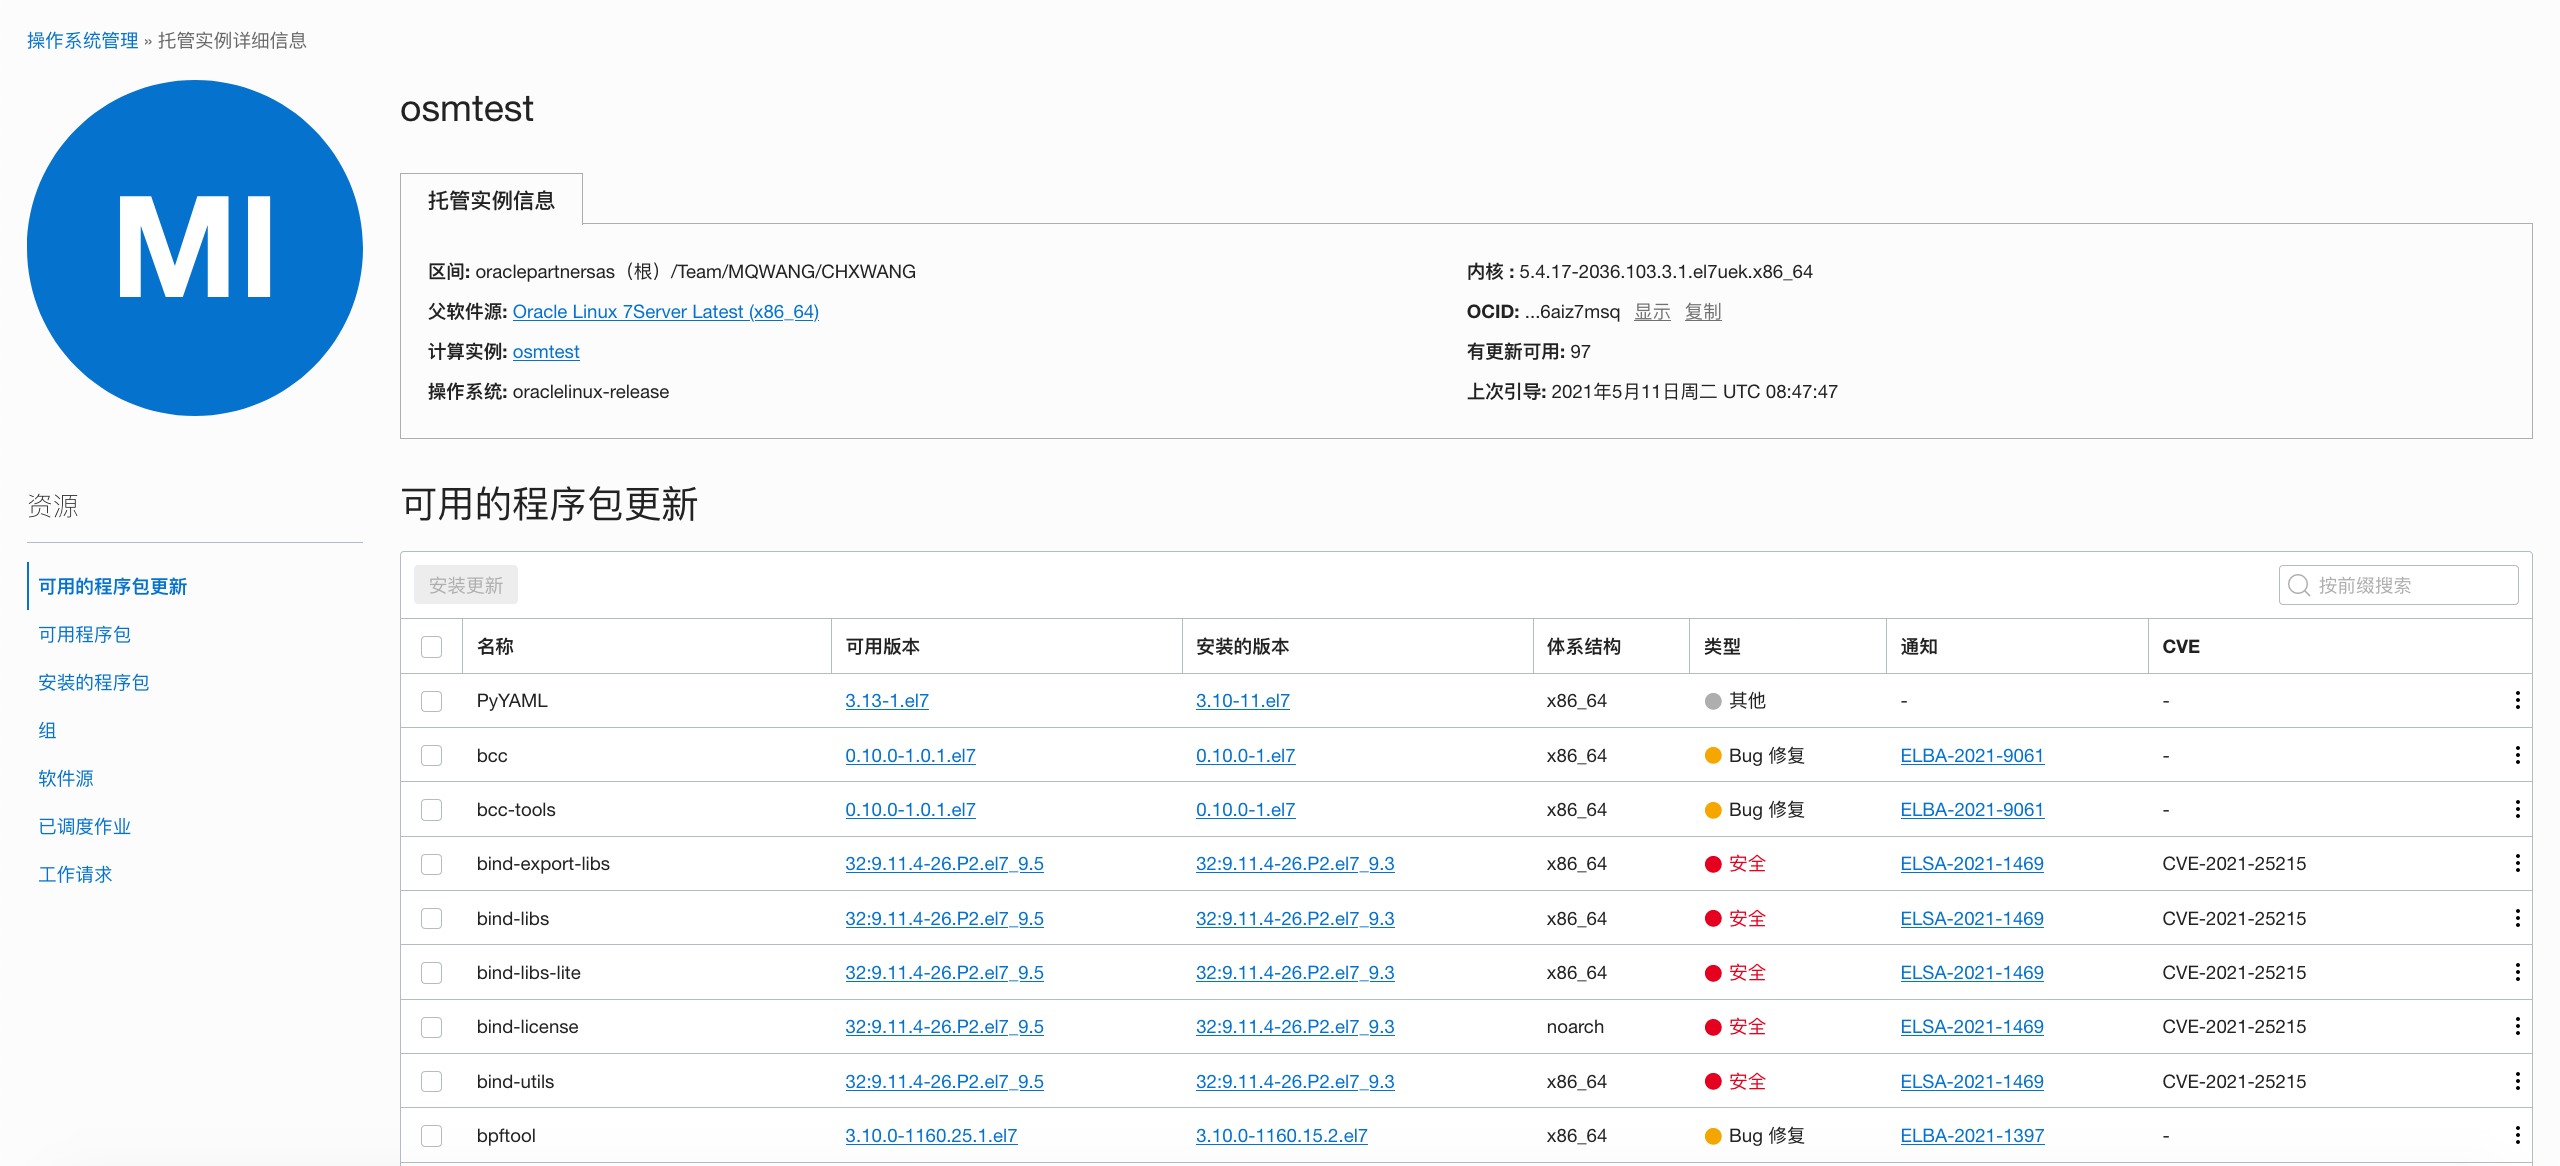 操作系统管理 » 托管实例详细信息
MI
osmtest
托管实例信息
区间: oraclepartnersas（根）/Team/MQWANG/CHXWANG
父软件源: Oracle Linux 7Server Latest (x86_64)
计算实例: osmtest
操作系统: oraclelinux-release
内核 : 5.4.17-2036.103.3.1.el7uek.x86_64
OCID: ...6aiz7msq 显示 复制
有更新可用: 97
上次引导: 2021年5月11日周二 UTC 08:47:47
资源
可用的程序包更新
可用程序包
安装的程序包
组
软件源
已调度作业
工作请求
可用的程序包更新
安装更新
按前缀搜索
名称 可用版本 安装的版本 体系结构 类型 通知 CVE
PyYAML 3.13-1.el7 3.10-11.el7 x86_64 其他 - -
bcc 0.10.0-1.0.1.el7 0.10.0-1.el7 x86_64 Bug 修复 ELBA-2021-9061 -
bcc-tools 0.10.0-1.0.1.el7 0.10.0-1.el7 x86_64 Bug 修复 ELBA-2021-9061 -
bind-export-libs 32:9.11.4-26.P2.el7_9.5 32:9.11.4-26.P2.el7_9.3 x86_64 安全 ELSA-2021-1469 CVE-2021-25215
bind-libs 32:9.11.4-26.P2.el7_9.5 32:9.11.4-26.P2.el7_9.3 x86_64 安全 ELSA-2021-1469 CVE-2021-25215
bind-libs-lite 32:9.11.4-26.P2.el7_9.5 32:9.11.4-26.P2.el7_9.3 x86_64 安全 ELSA-2021-1469 CVE-2021-25215
bind-license 32:9.11.4-26.P2.el7_9.5 32:9.11.4-26.P2.el7_9.3 noarch 安全 ELSA-2021-1469 CVE-2021-25215
bind-utils 32:9.11.4-26.P2.el7_9.5 32:9.11.4-26.P2.el7_9.3 x86_64 安全 ELSA-2021-1469 CVE-2021-25215
bpftool 3.10.0-1160.25.1.el7 3.10.0-1160.15.2.el7 x86_64 Bug 修复 ELBA-2021-1397 -